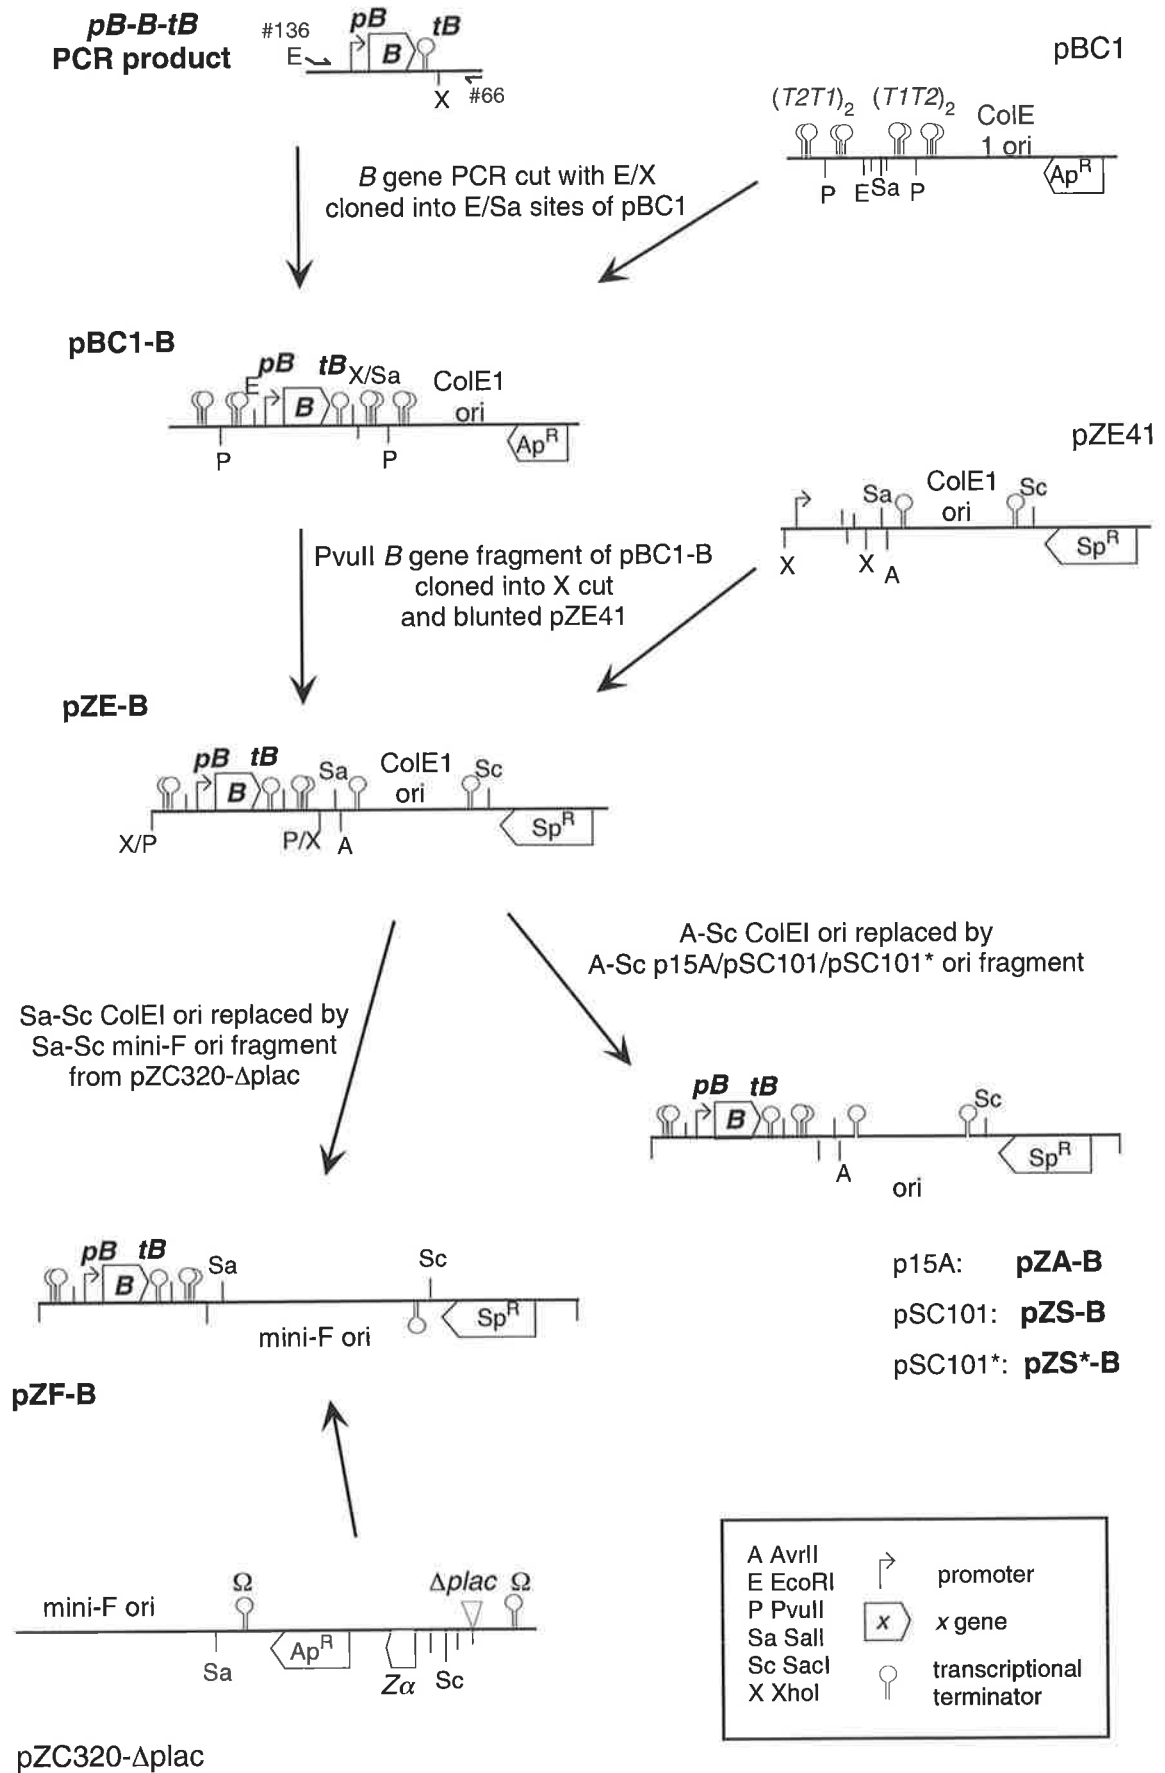 pB-B-tB
PCR product
#136
E
pB
tB
B
X
#66
pBC1
(T2T1)2 (T1T2)2
ColE
1 ori
P
E
Sa
P
ApR
B gene PCR cut with E/X
cloned into E/Sa sites of pBC1
pBC1-B
E
pB
tB
X/Sa
ColE1
ori
B
P
P
ApR
pZE41
Sa
ColE1
ori
Sc
X
X
A
SpR
PvuII B gene fragment of pBC1-B
cloned into X cut
and blunted pZE41
pZE-B
pB
tB
Sa
ColE1
ori
Sc
B
X/P
P/X
A
SpR
A-Sc ColEI ori replaced by
A-Sc p15A/pSC101/pSC101* ori fragment
Sa-Sc ColEI ori replaced by
Sa-Sc mini-F ori fragment
from pZC320-Δplac
pB
tB
Sc
B
A
ori
SpR
p15A: pZA-B
pSC101: pZS-B
pSC101*: pZS*-B
pB
tB
Sa
Sc
B
mini-F ori
SpR
pZF-B
mini-F ori
Ω
Δplac
Ω
Sa
ApR
Zα
Sc
pZC320-Δplac
A AvrII
E EcoRI
P PvuII
Sa SalI
Sc SacI
X XhoI
promoter
x
x gene
transcriptional
terminator